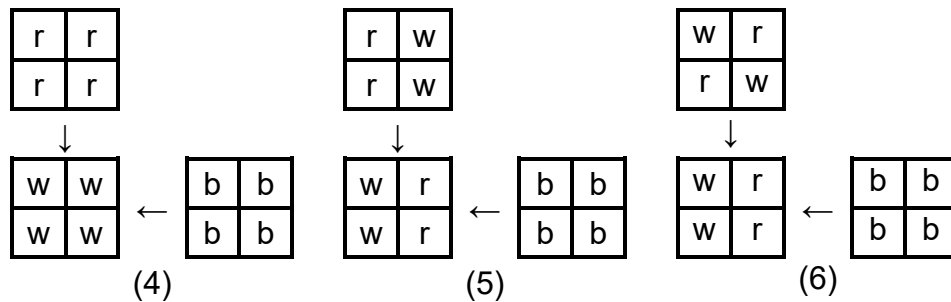 r r r w w r
r r r w r w
↓ ↓ ↓
w w ← b b w r ← b b w r ← b b
w w b b w r b b w r b b
(4) (5) (6)